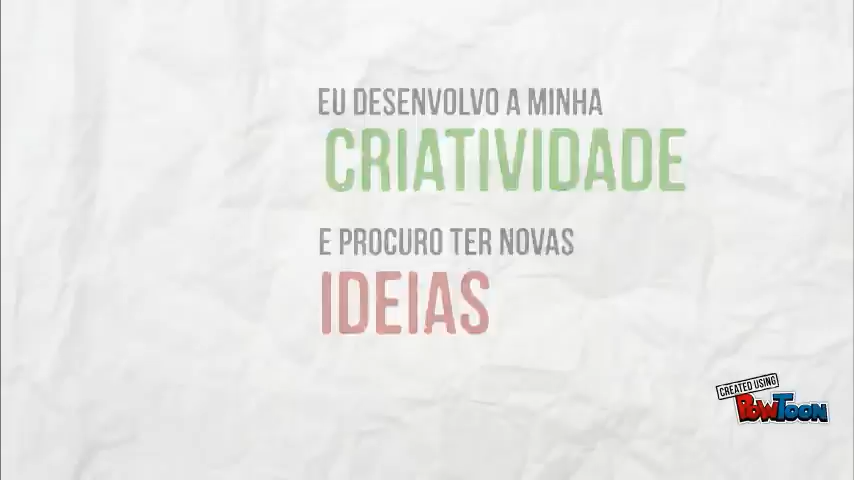 EU DESENVOLVO A MINHA
CRIATIVIDADE
E PROCURO TER NOVAS
IDEIAS
CREATED USING
POWTOON